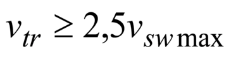 v_tr ≥ 2,5v_sw max